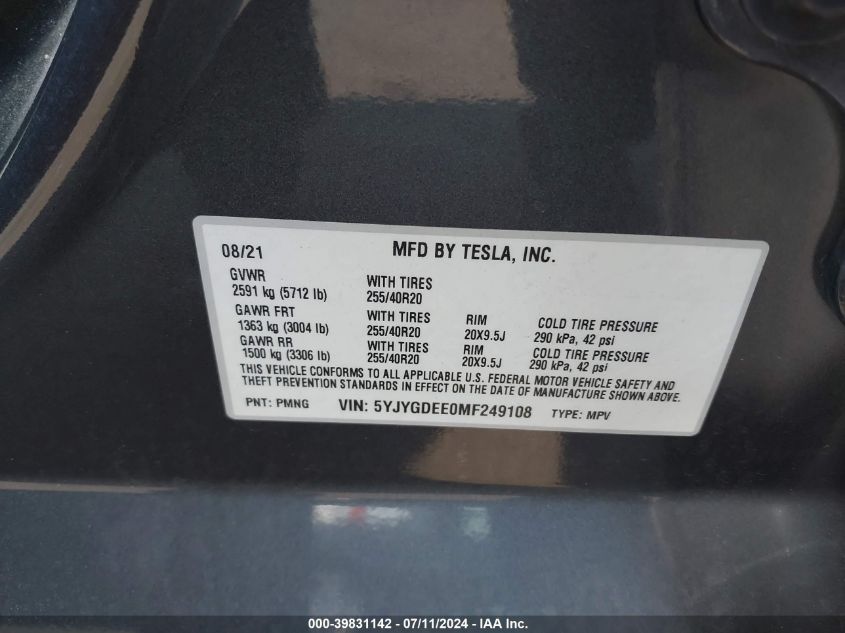 08/21 MFD BY TESLA, INC.
GVWR WITH TIRES
2591 kg (5712 lb) 255/40R20
GAWR FRT WITH TIRES RIM COLD TIRE PRESSURE
1363 kg (3004 lb) 255/40R20 20X9.5J 290 kPa, 42 psi
GAWR RR WITH TIRES RIM COLD TIRE PRESSURE
1500 kg (3306 lb) 255/40R20 20X9.5J 290 kPa, 42 psi
THIS VEHICLE CONFORMS TO ALL APPLICABLE U.S. FEDERAL MOTOR VEHICLE SAFETY AND
THEFT PREVENTION STANDARDS IN EFFECT ON THE DATE OF MANUFACTURE SHOWN ABOVE.
PNT: PMNG VIN: 5YJYGDEE0MF249108 TYPE: MPV
000-39831142 - 07/11/2024 - IAA Inc.